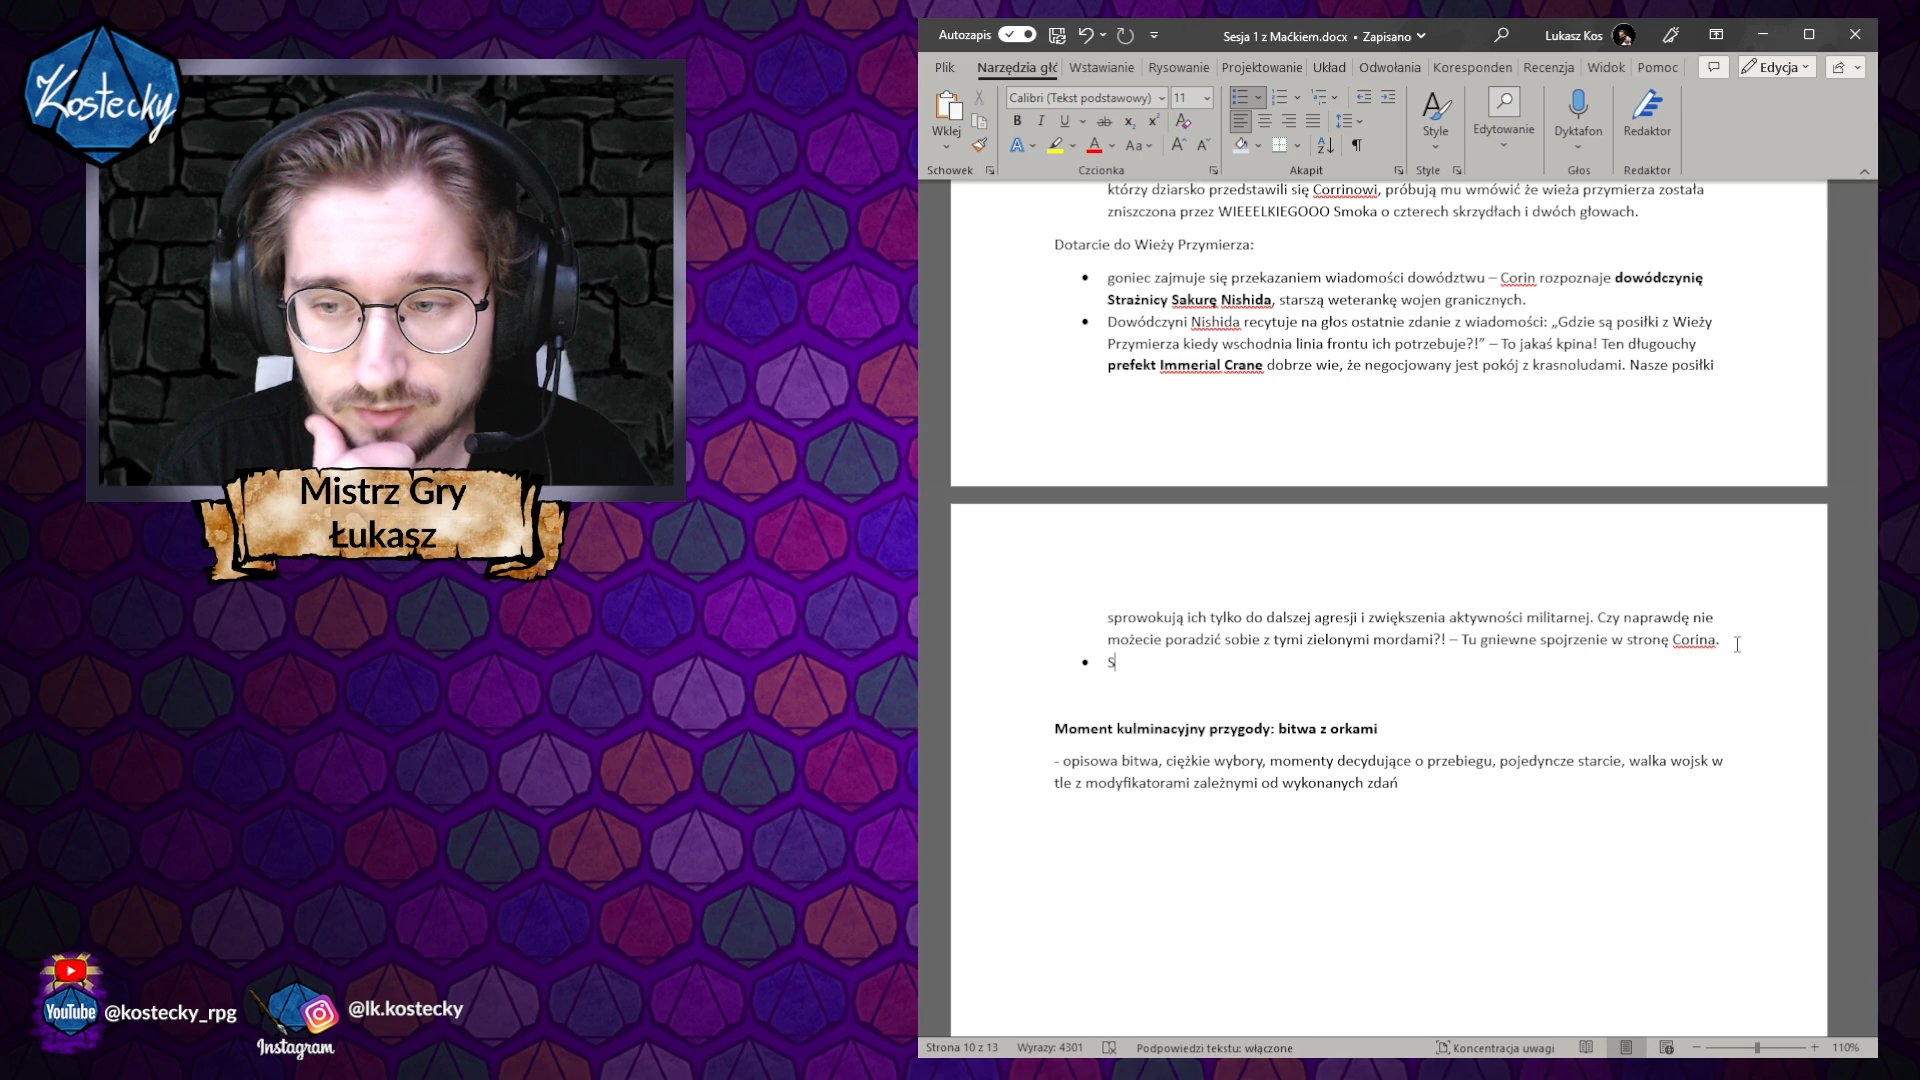 Kostecky
Mistrz Gry
Łukasz
YouTube
@kostecky_rpg
Instagram
@lk.kostecky
Autozapis
Sesja 1 z Maćkiem.docx • Zapisano
Lukasz Kos
Plik
Narzędzia głó
Wstawianie
Rysowanie
Projektowanie
Układ
Odwołania
Koresponden
Recenzja
Widok
Pomoc
Edycja
Wklej
Calibri (Tekst podstawowy)
11
Style
Edytowanie
Dyktafon
Redaktor
Schowek
Czcionka
Akapit
Style
Głos
Redaktor
którzy dziarsko przedstawili się Corrinowi, próbują mu wmówić że wieża przymierza została
zniszczona przez WIEEELKIEGOOO Smoka o czterech skrzydłach i dwóch głowach.
Dotarcie do Wieży Przymierza:
• goniec zajmuje się przekazaniem wiadomości dowództwu – Corin rozpoznaje dowódczynię
Strażnicy Sakurę Nishida, starszą weterankę wojen granicznych.
• Dowódczyni Nishida recytuje na głos ostatnie zdanie z wiadomości: „Gdzie są posiłki z Wieży
Przymierza kiedy wschodnia linia frontu ich potrzebuje?!” – To jakaś kpina! Ten długouchy
prefekt Immerial Crane dobrze wie, że negocjowany jest pokój z krasnoludami. Nasze posiłki
sprowokują ich tylko do dalszej agresji i zwiększenia aktywności militarnej. Czy naprawdę nie
możecie poradzić sobie z tymi zielonymi mordami?! – Tu gniewne spojrzenie w stronę Corina.
• S
Moment kulminacyjny przygody: bitwa z orkami
- opisowa bitwa, ciężkie wybory, momenty decydujące o przebiegu, pojedyncze starcie, walka wojsk w
tle z modyfikatorami zależnymi od wykonanych zdań
Strona 10 z 13
Wyrazy: 4301
Podpowiedzi tekstu: włączone
Koncentracja uwagi
110%